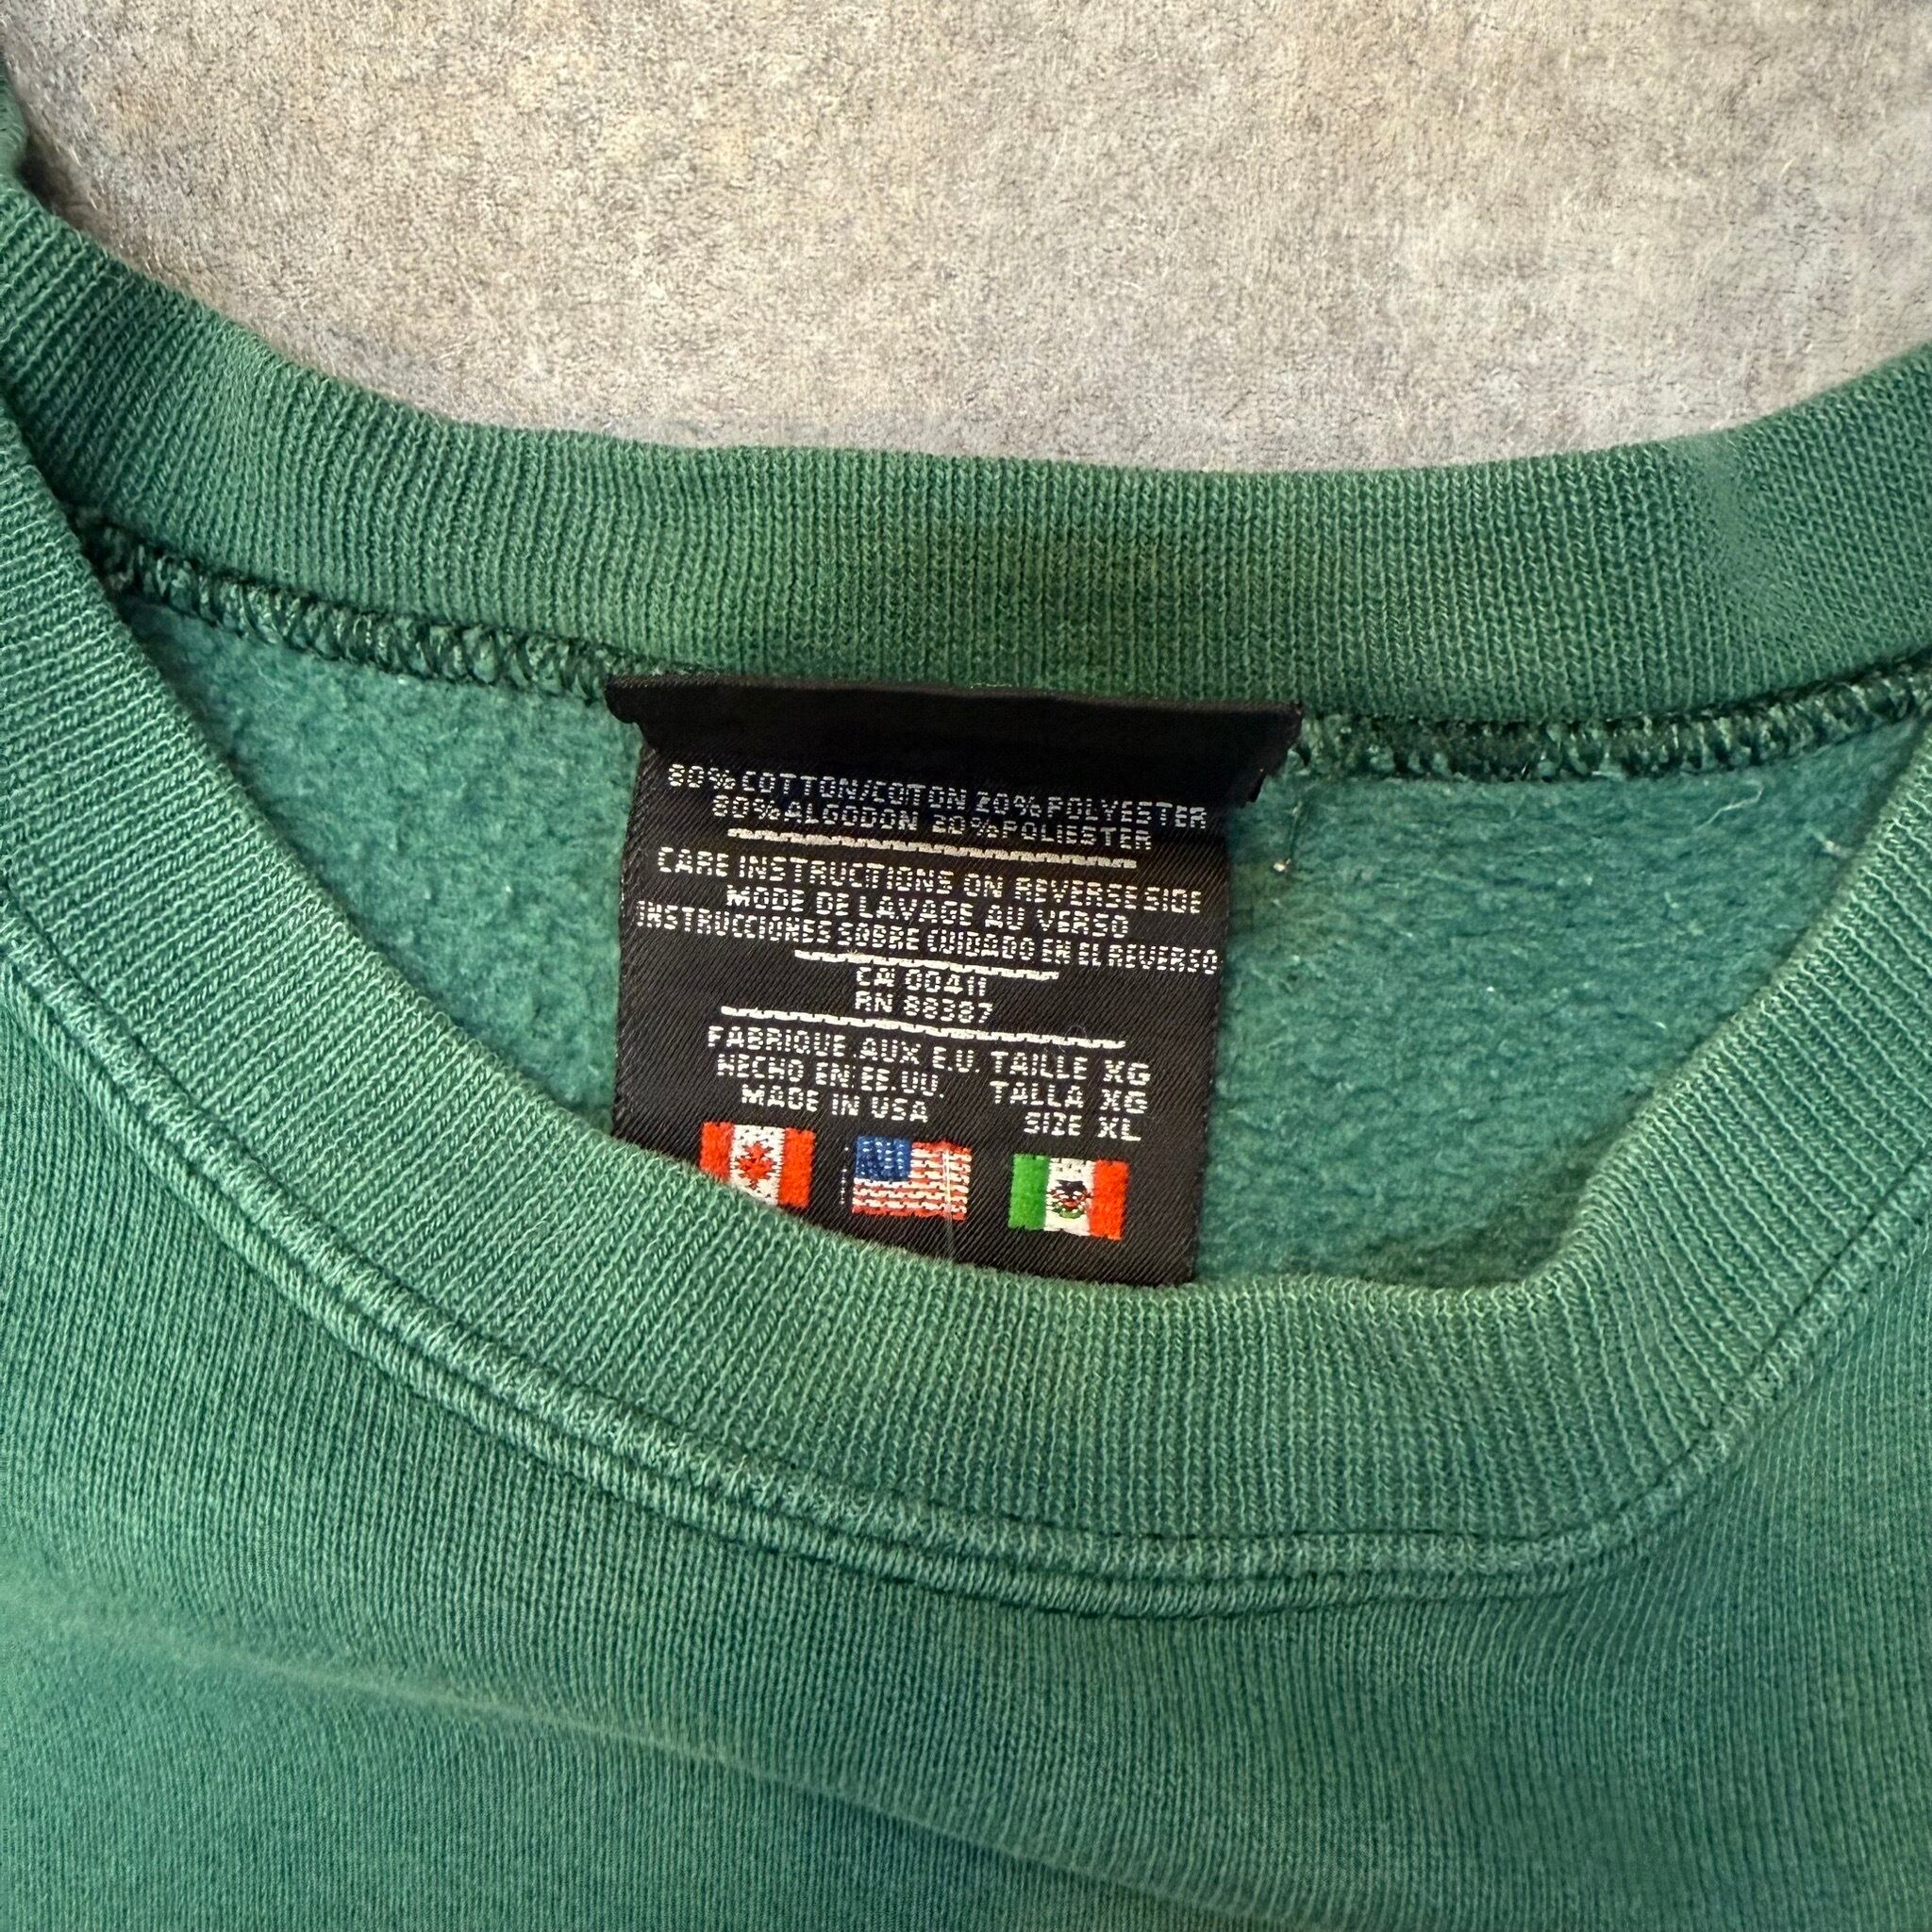 80% COTTON/COTON 20% POLYESTER
80% ALGODON 20% POLIESTER
CARE INSTRUCTIONS ON REVERSE SIDE
MODE DE LAVAGE AU VERSO
INSTRUCCIONES SOBRE CUIDADO EN EL REVERSO
CA 00411
RN 88387
FABRIQUE AUX E.U. TAILLE XG
HECHO EN EE.UU. TALLA XG
MADE IN USA SIZE XL